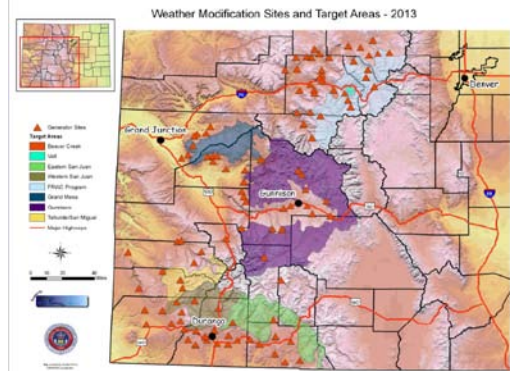 Weather Modification Sites and Target Areas - 2013
Denver
Grand Junction
Generator Sites
Target Areas
Beaver Creek
Vail
Eastern San Juan
Western San Juan
FRWC Program
Grand Mesa
Gunnison
Telluride/San Miguel
Major Highways
Gunnison
Durango